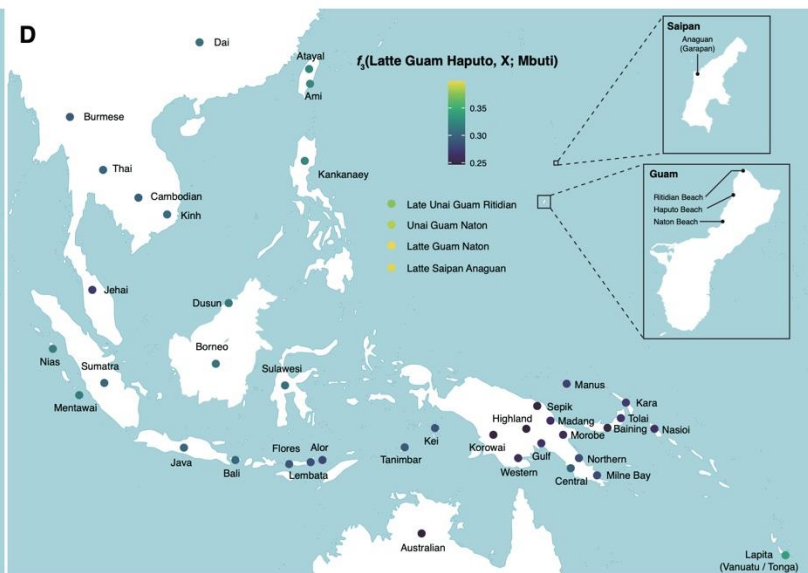 D
Dai
Atayal
Ami
f₃(Latte Guam Haputo, X; Mbuti)
0.35
0.30
0.25
Saipan
Anaguan
(Garapan)
Burmese
Thai
Cambodian
Kinh
Kankanaey
Guam
Ritidian Beach
Haputo Beach
Naton Beach
Late Unai Guam Ritidian
Unai Guam Naton
Latte Guam Naton
Latte Saipan Anaguan
Jehai
Dusun
Nias
Sumatra
Mentawai
Borneo
Sulawesi
Manus
Kara
Sepik
Tolai
Highland
Madang
Baining
Nasioi
Kei
Korowai
Morobe
Java
Bali
Flores
Alor
Lembata
Tanimbar
Gulf
Western
Northern
Central
Milne Bay
Australian
Lapita
(Vanuatu / Tonga)